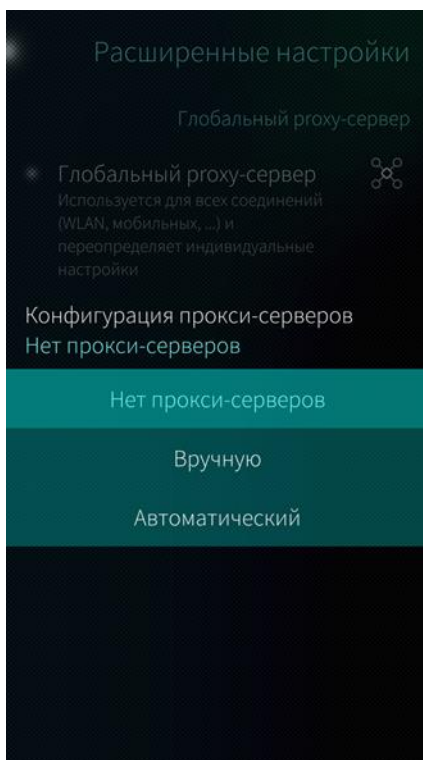 Расширенные настройки
Глобальный proxy-сервер
Глобальный proxy-сервер
Используется для всех соединений
(WLAN, мобильных, ...) и
переопределяет индивидуальные
настройки
Конфигурация прокси-серверов
Нет прокси-серверов
Нет прокси-серверов
Вручную
Автоматический